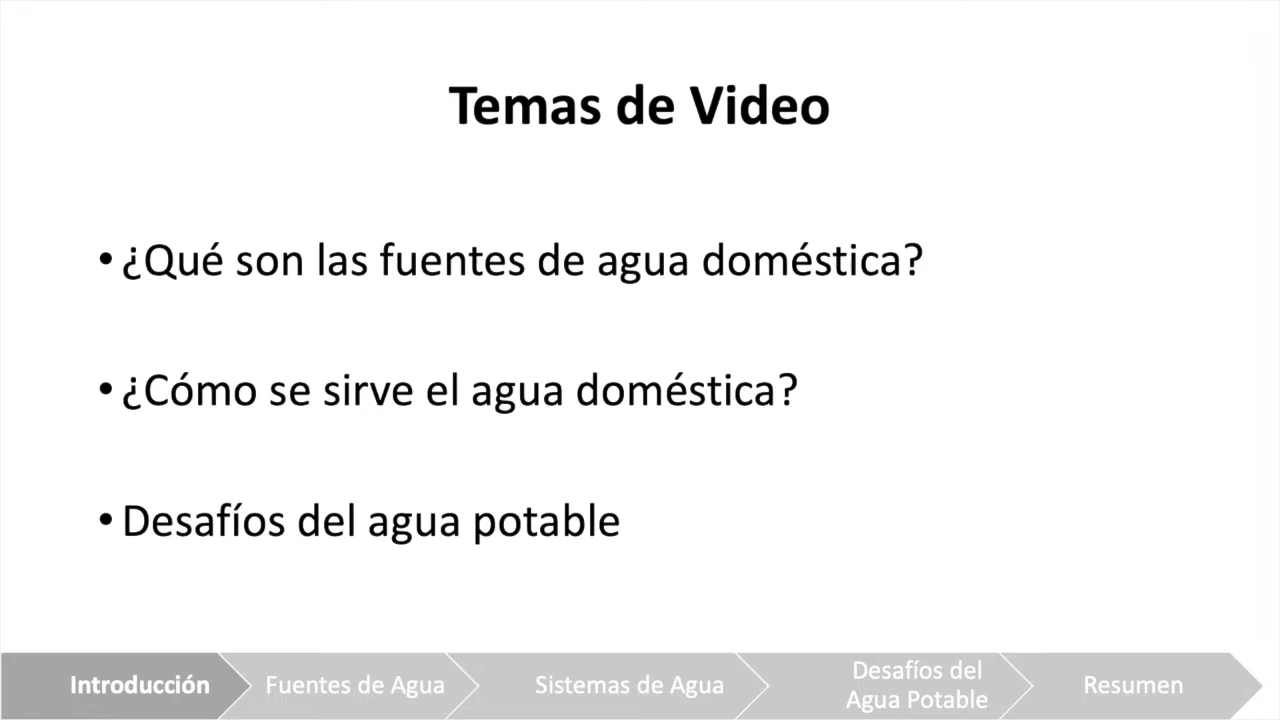 Temas de Video
•¿Qué son las fuentes de agua doméstica?
•¿Cómo se sirve el agua doméstica?
•Desafíos del agua potable
Introducción
Fuentes de Agua
Sistemas de Agua
Desafíos del
Agua Potable
Resumen